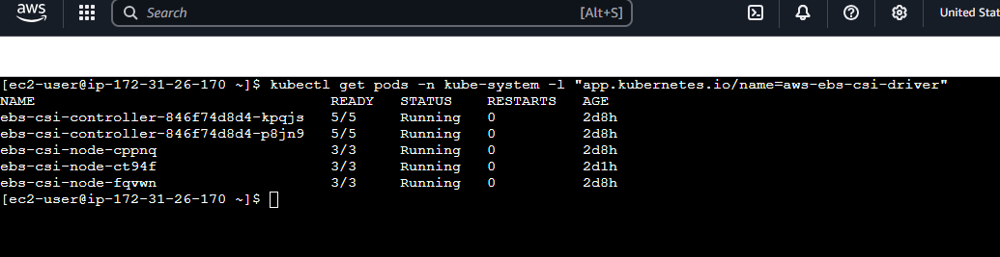 aws
Search
[Alt+S]
United Stat
[ec2-user@ip-172-31-26-170 ~]$ kubectl get pods -n kube-system -l "app.kubernetes.io/name=aws-ebs-csi-driver"
NAME READY STATUS RESTARTS AGE
ebs-csi-controller-846f74d8d4-kpqjs 5/5 Running 0 2d8h
ebs-csi-controller-846f74d8d4-p8jn9 5/5 Running 0 2d8h
ebs-csi-node-cppnq 3/3 Running 0 2d8h
ebs-csi-node-ct94f 3/3 Running 0 2d1h
ebs-csi-node-fqvwn 3/3 Running 0 2d8h
[ec2-user@ip-172-31-26-170 ~]$